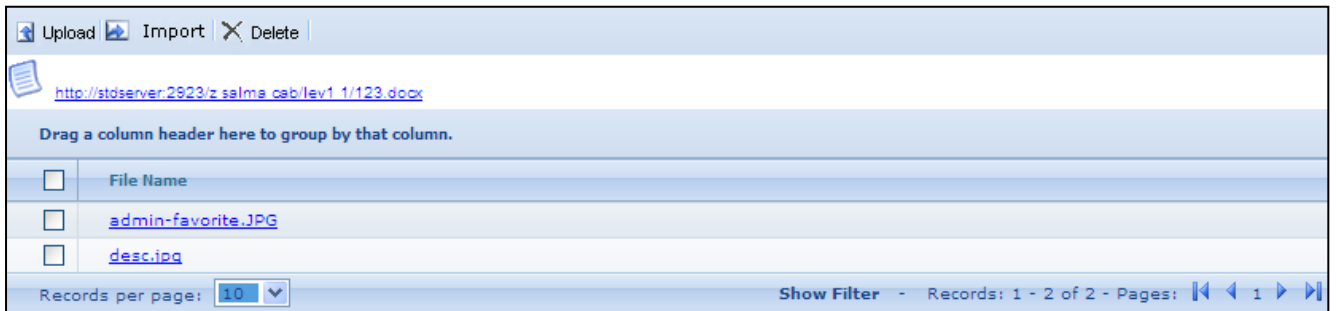 Upload Import Delete
http://stdserver:2923/z salma cab/lev1 1/123.docx
Drag a column header here to group by that column.
File Name
admin-favorite.JPG
desc.jpg
Records per page: 10 Show Filter - Records: 1 - 2 of 2 - Pages: 1